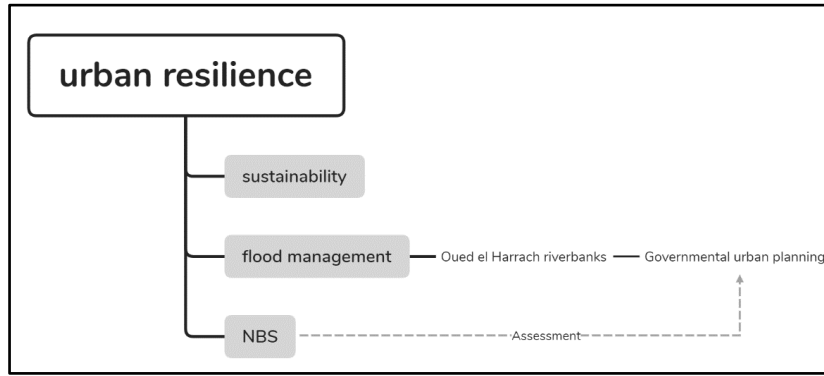 urban resilience
sustainability
flood management
Oued el Harrach riverbanks
Governmental urban planning
NBS
Assessment